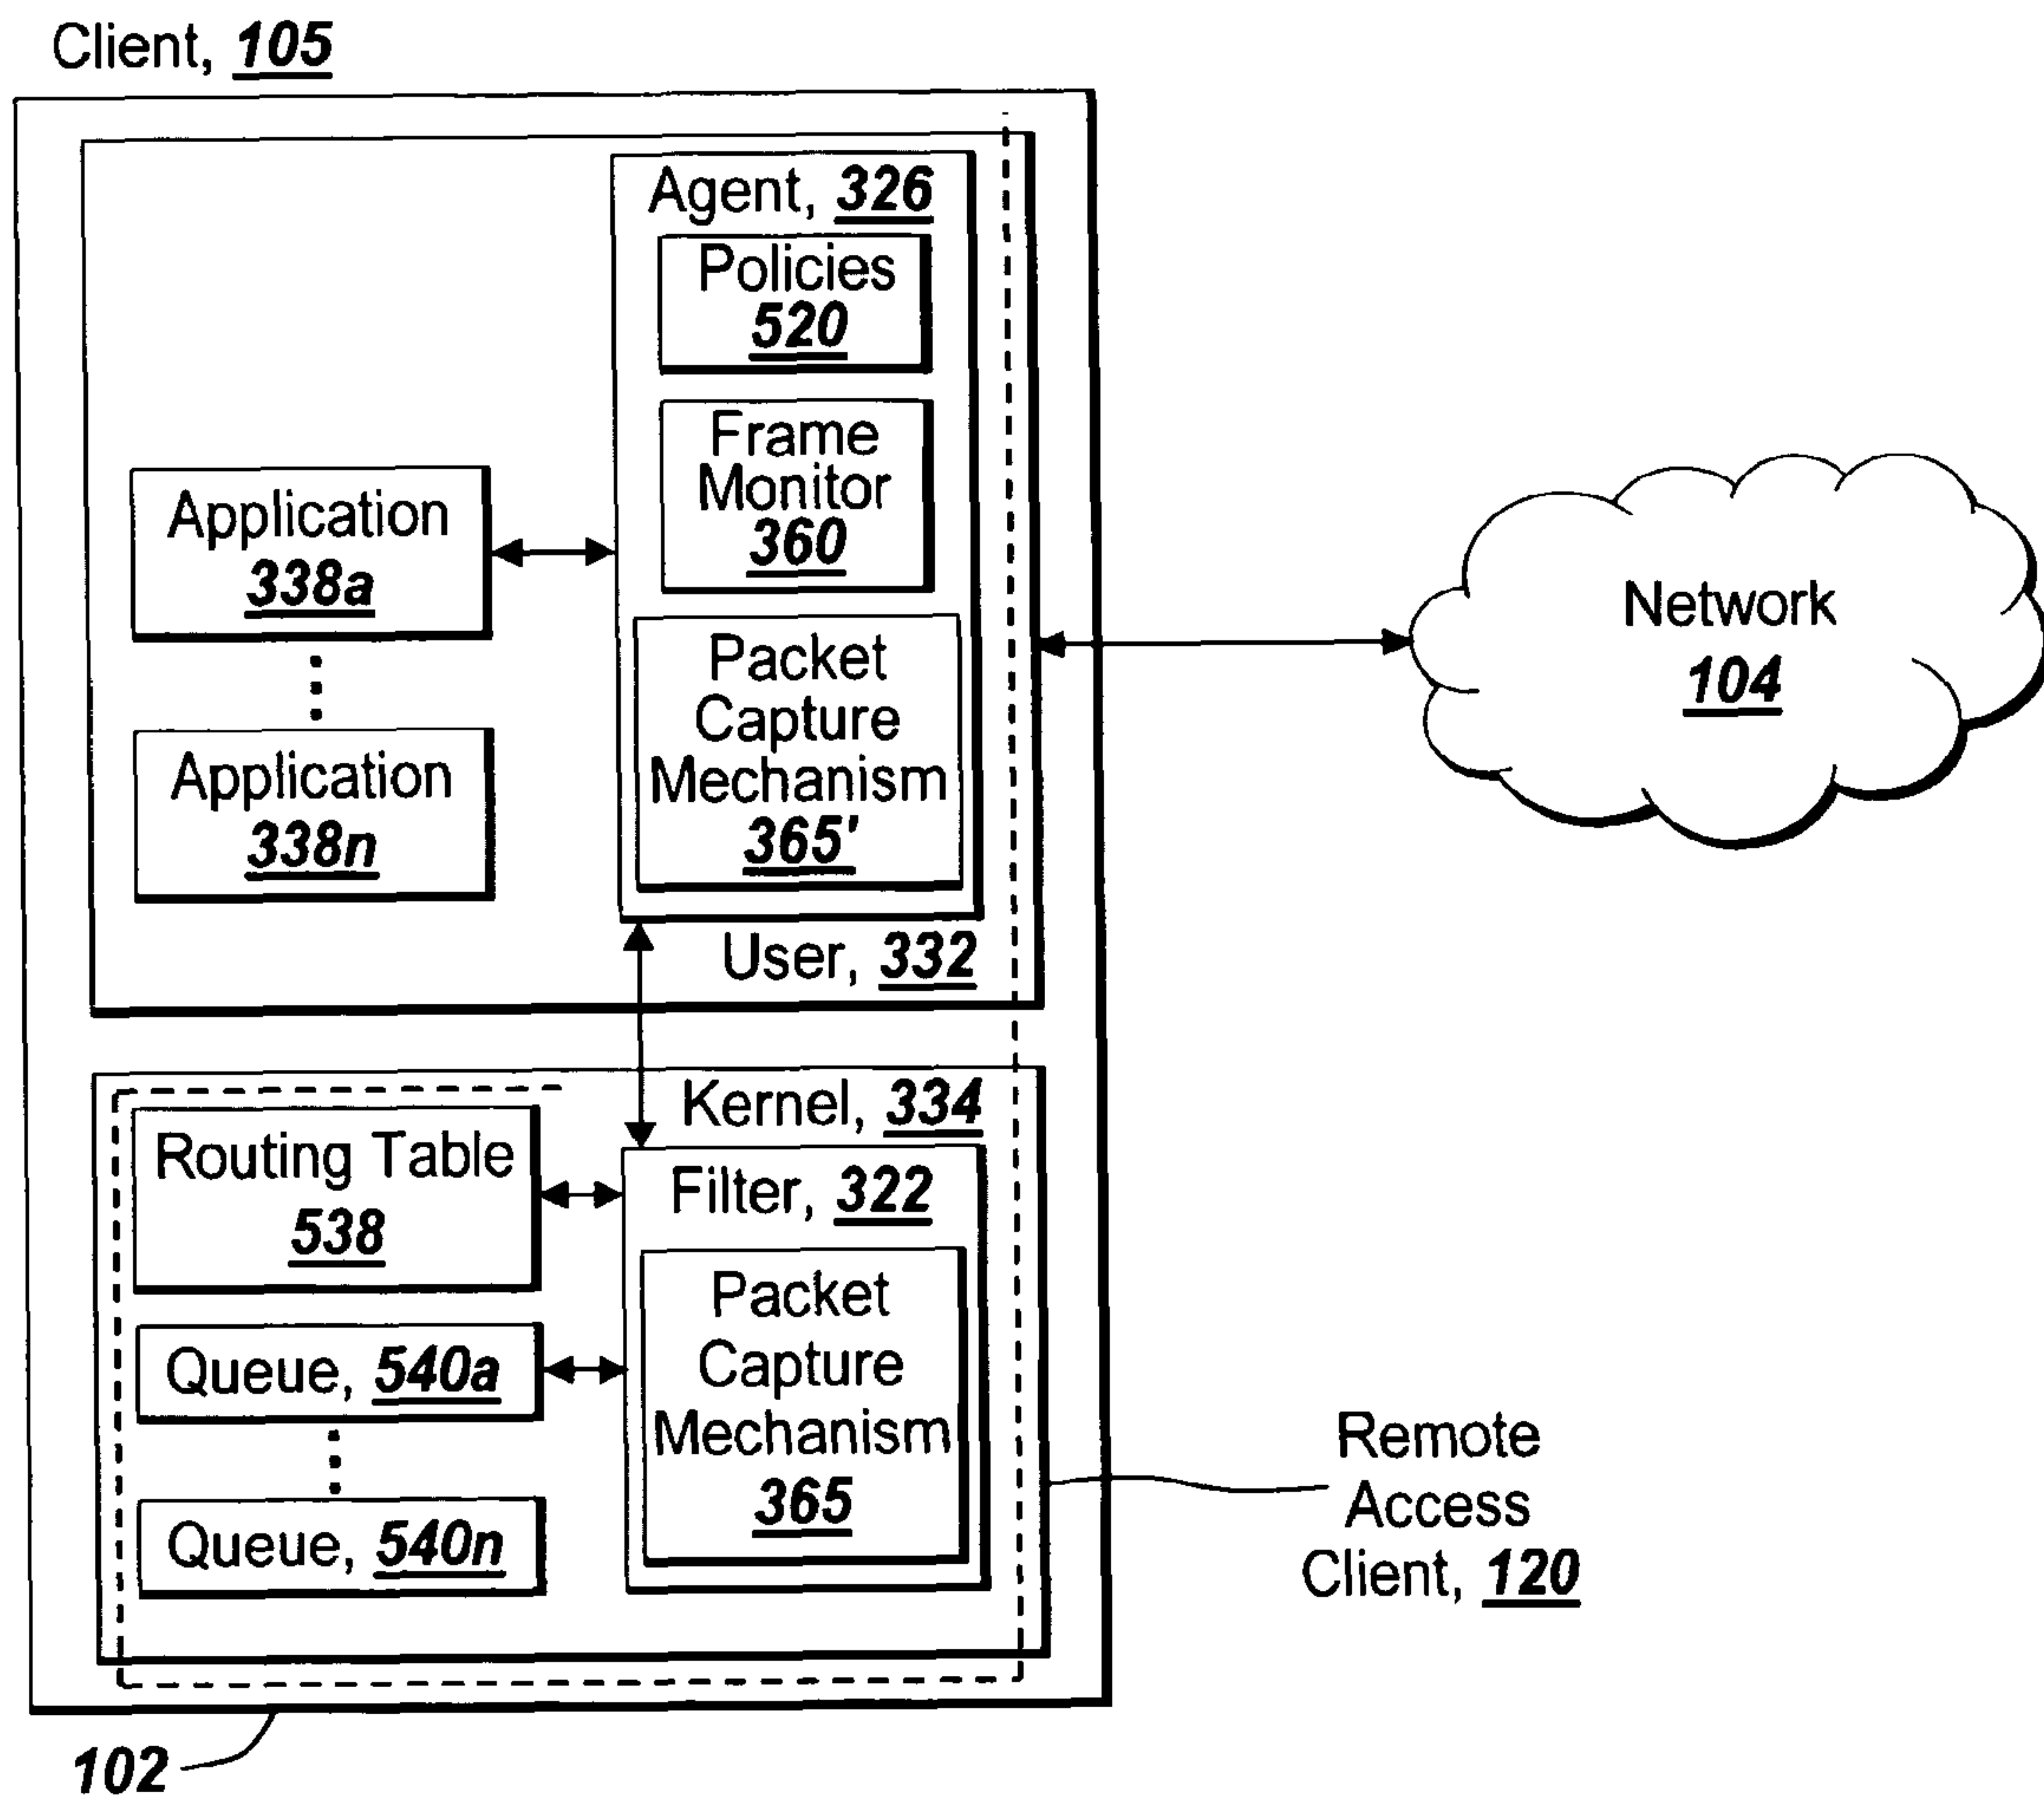 Client, 105
Agent, 326
Policies
520
Frame
Monitor
360
Application
338a
Packet
Capture
Mechanism
365'
Application
338n
User, 332
Network
104
Kernel, 334
Routing Table
538
Filter, 322
Queue, 540a
Packet
Capture
Mechanism
365
Queue, 540n
Remote
Access
Client, 120
102